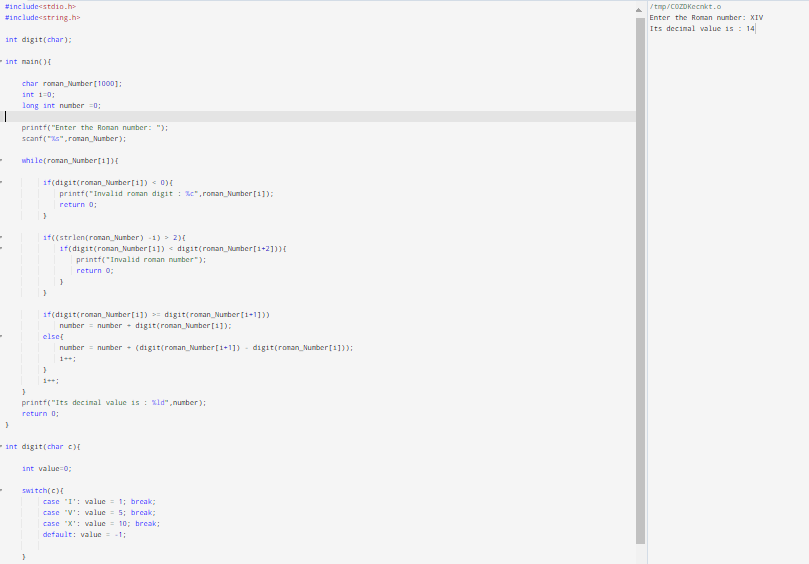 #include<stdio.h>
#include<string.h>
int digit(char);
int main(){
char roman_Number[1000];
int i=0;
long int number =0;
printf("Enter the Roman number: ");
scanf("%s",roman_Number);
while(roman_Number[i]){
if(digit(roman_Number[i]) < 0){
printf("Invalid roman digit : %c",roman_Number[i]);
return 0;
}
if((strlen(roman_Number) -i) > 2){
if(digit(roman_Number[i]) < digit(roman_Number[i+2])){
printf("Invalid roman number");
return 0;
}
}
if(digit(roman_Number[i]) >= digit(roman_Number[i+1]))
number = number + digit(roman_Number[i]);
else{
number = number + (digit(roman_Number[i+1]) - digit(roman_Number[i]));
i++;
}
i++;
}
printf("Its decimal value is : %ld",number);
return 0;
}
int digit(char c){
int value=0;
switch(c){
case 'I': value = 1; break;
case 'V': value = 5; break;
case 'X': value = 10; break;
default: value = -1;
}
/tmp/COZDKecnkt.o
Enter the Roman number: XIV
Its decimal value is : 14